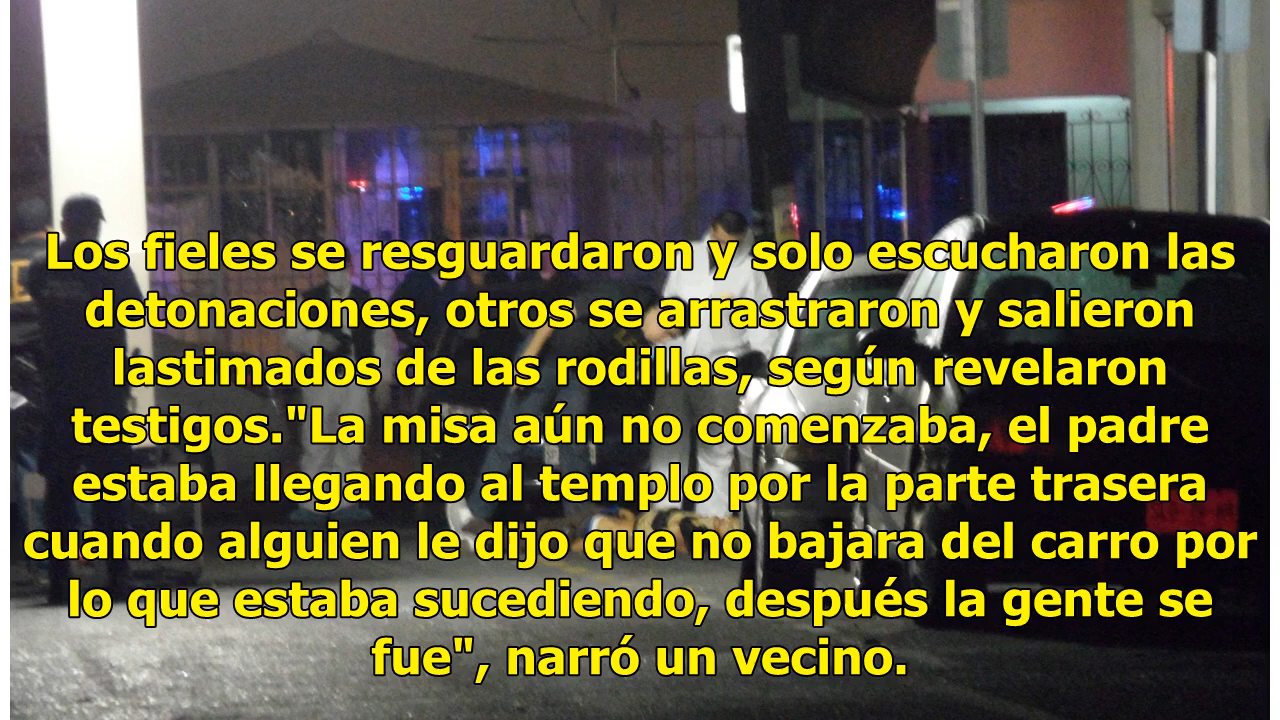 Los fieles se resguardaron y solo escucharon las
detonaciones, otros se arrastraron y salieron
lastimados de las rodillas, según revelaron
testigos."La misa aún no comenzaba, el padre
estaba llegando al templo por la parte trasera
cuando alguien le dijo que no bajara del carro por
lo que estaba sucediendo, después la gente se
fue", narró un vecino.